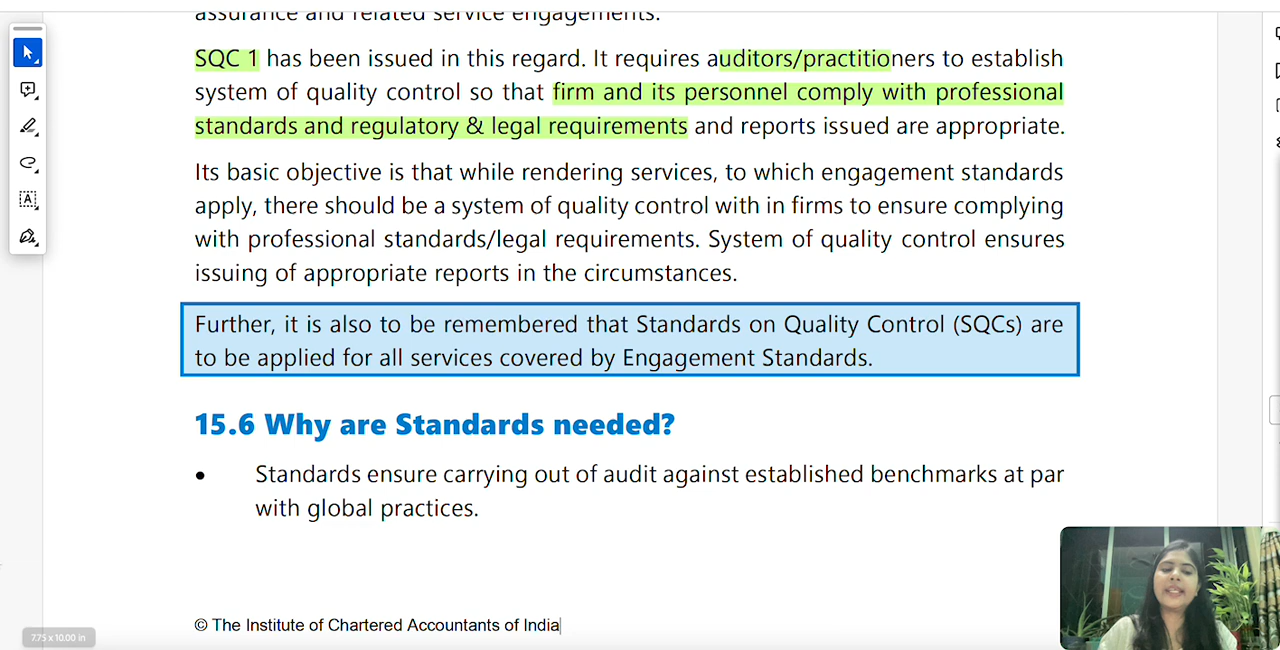 assurance and related service engagements.
SQC 1 has been issued in this regard. It requires auditors/practitioners to establish
system of quality control so that firm and its personnel comply with professional
standards and regulatory & legal requirements and reports issued are appropriate.
Its basic objective is that while rendering services, to which engagement standards
apply, there should be a system of quality control with in firms to ensure complying
with professional standards/legal requirements. System of quality control ensures
issuing of appropriate reports in the circumstances.
Further, it is also to be remembered that Standards on Quality Control (SQCs) are
to be applied for all services covered by Engagement Standards.
15.6 Why are Standards needed?
• Standards ensure carrying out of audit against established benchmarks at par
with global practices.
© The Institute of Chartered Accountants of India
7.75 x 10.00 in